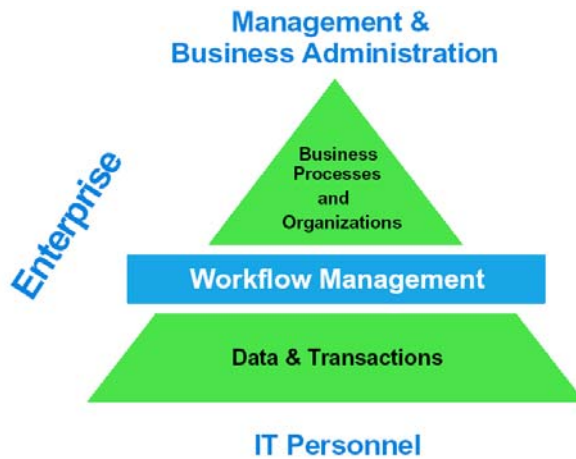 Management &
Business Administration
Business
Processes
and
Organizations
Enterprise
Workflow Management
Data & Transactions
IT Personnel